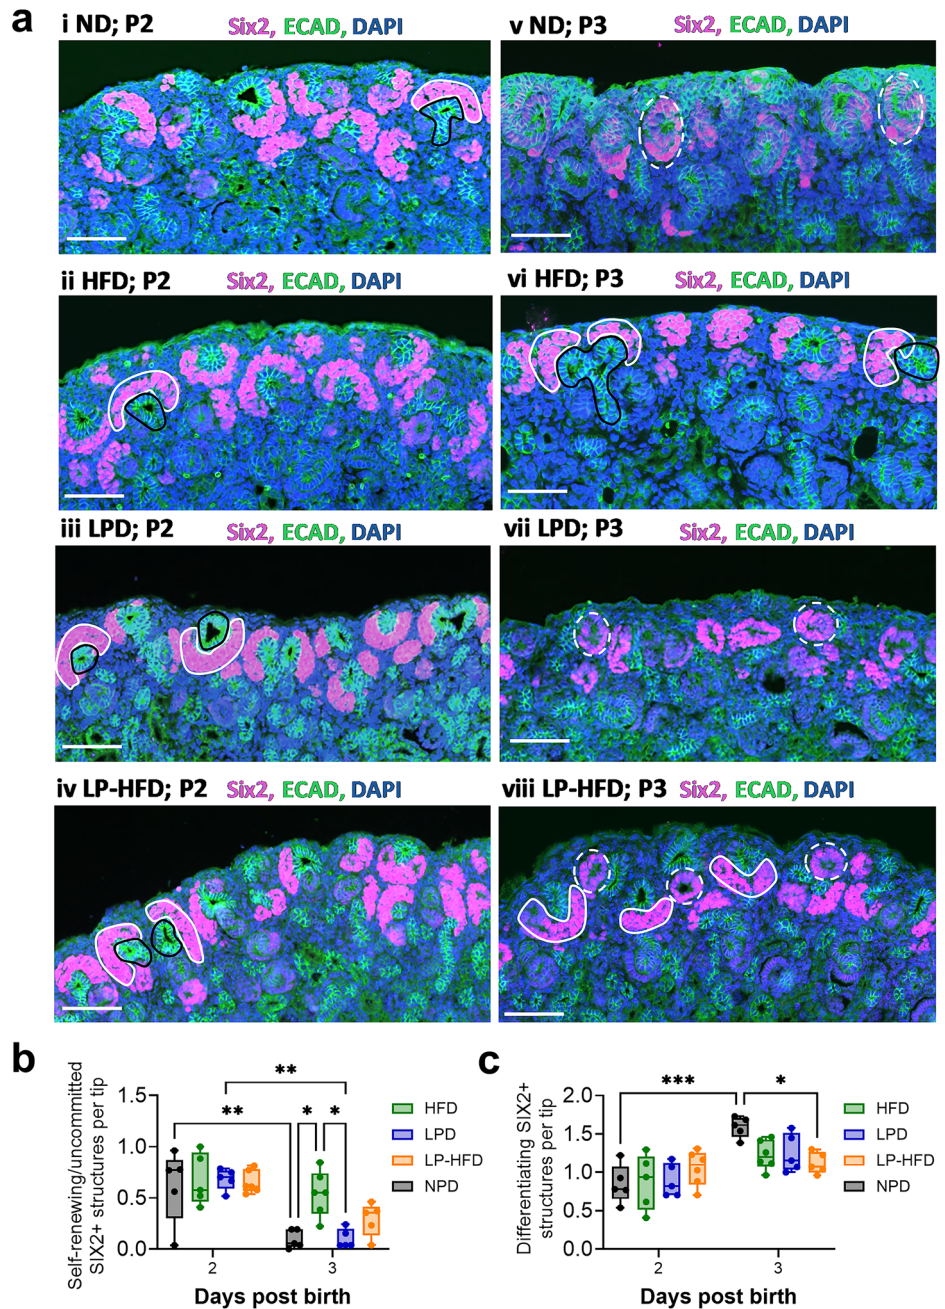 a
i ND; P2 Six2, ECAD, DAPI
v ND; P3 Six2, ECAD, DAPI
ii HFD; P2 Six2, ECAD, DAPI
vi HFD; P3 Six2, ECAD, DAPI
iii LPD; P2 Six2, ECAD, DAPI
vii LPD; P3 Six2, ECAD, DAPI
iv LP-HFD; P2 Six2, ECAD, DAPI
viii LP-HFD; P3 Six2, ECAD, DAPI
b
Self-renewing/uncommitted
SIX2+ structures per tip
1.5
1.0
0.5
0.0
**
**
* *
2 3
Days post birth
HFD
LPD
LP-HFD
NPD
c
Differentiating SIX2+
structures per tip
2.0
1.5
1.0
0.5
0.0
*** *
2 3
Days post birth
HFD
LPD
LP-HFD
NPD